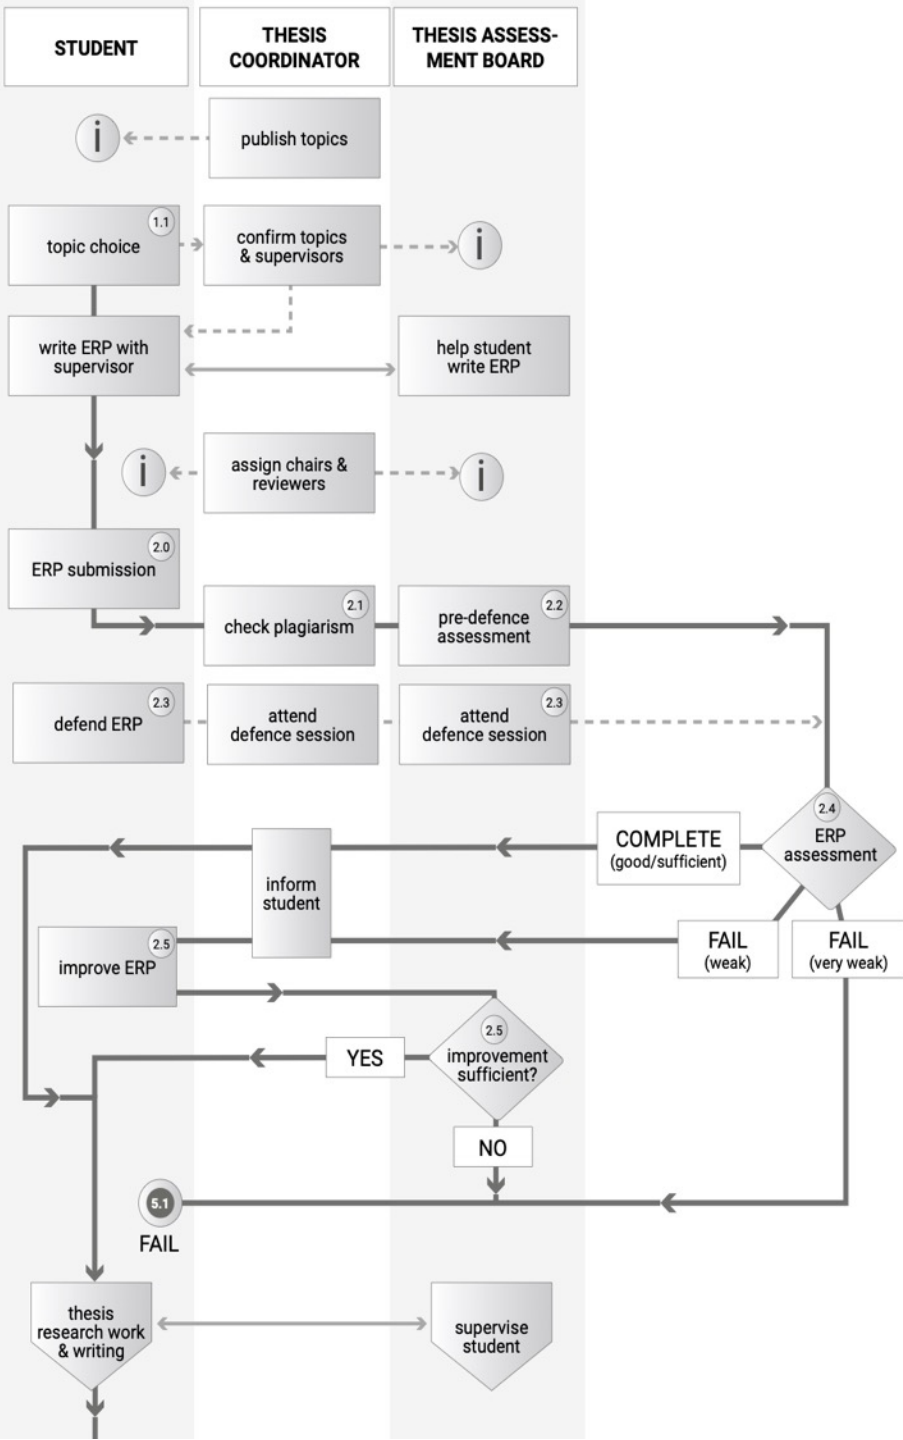 STUDENT
THESIS
COORDINATOR
THESIS ASSESS-
MENT BOARD
i
publish topics
1.1
topic choice
confirm topics
& supervisors
i
write ERP with
supervisor
help student
write ERP
i
assign chairs &
reviewers
i
2.0
ERP submission
2.1
check plagiarism
2.2
pre-defence
assessment
2.3
defend ERP
attend
defence session
2.3
attend
defence session
2.4
ERP
assessment
COMPLETE
(good/sufficient)
inform
student
FAIL
(weak)
FAIL
(very weak)
2.5
improve ERP
2.5
improvement
sufficient?
YES
NO
5.1
FAIL
thesis
research work
& writing
supervise
student